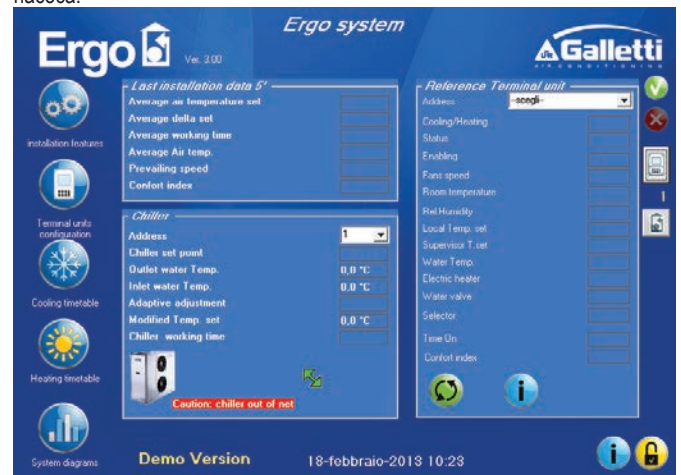 насоса.
Ergo system
Ergo
Ver. 3.00
Galletti
AIR CONDITIONING
Last installation data 5'
Average air temperature set
Average delta set
Average working time
Average Air temp.
Prevailing speed
Confort index
Reference Terminal unit
Address
-scegli-
Cooling/Heating
Status
Enabling
Fans speed
Room temperature
Rel.Humidity
Local Temp. set
Supervisor T.set
Water Temp.
Electric heater
Water valve
Selector
Time On
Confort index
1
installation features
Terminal units
configuration
Cooling timetable
Heating timetable
System diagrams
Chiller
Address
1
Chiller set point
Outlet water Temp.
0,0 °C
Inlet water Temp.
0,0 °C
Adaptive adjustment
Modified Temp. set
0,0 °C
Chiller working time
Caution: chiller out of net
Demo Version
18-febbraio-2013 10:23